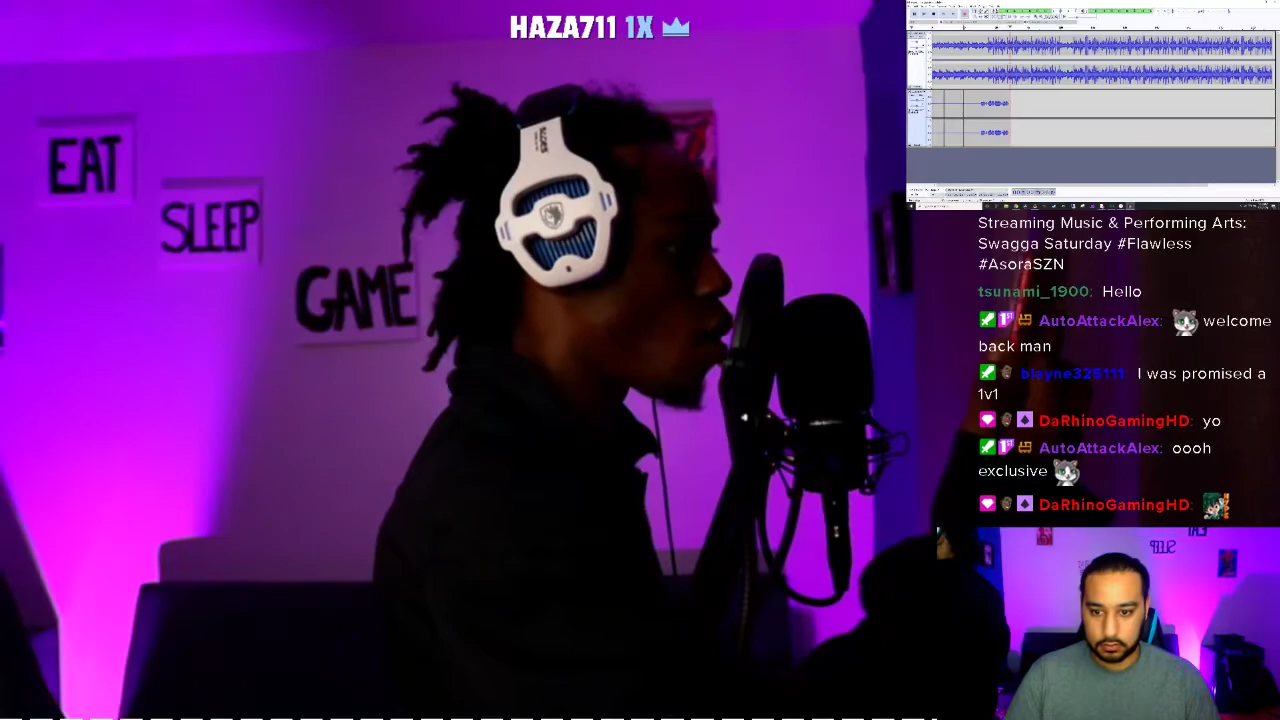 HAZA711 1X
EAT
SLEEP
GAME
Streaming Music & Performing Arts:
Swagga Saturday #Flawless
#AsoraSZN
tsunami_1900: Hello
AutoAttackAlex: welcome
back man
blayne325111: I was promised a
1v1
DaRhinoGamingHD: yo
AutoAttackAlex: oooh
exclusive
DaRhinoGamingHD:
SLEEP